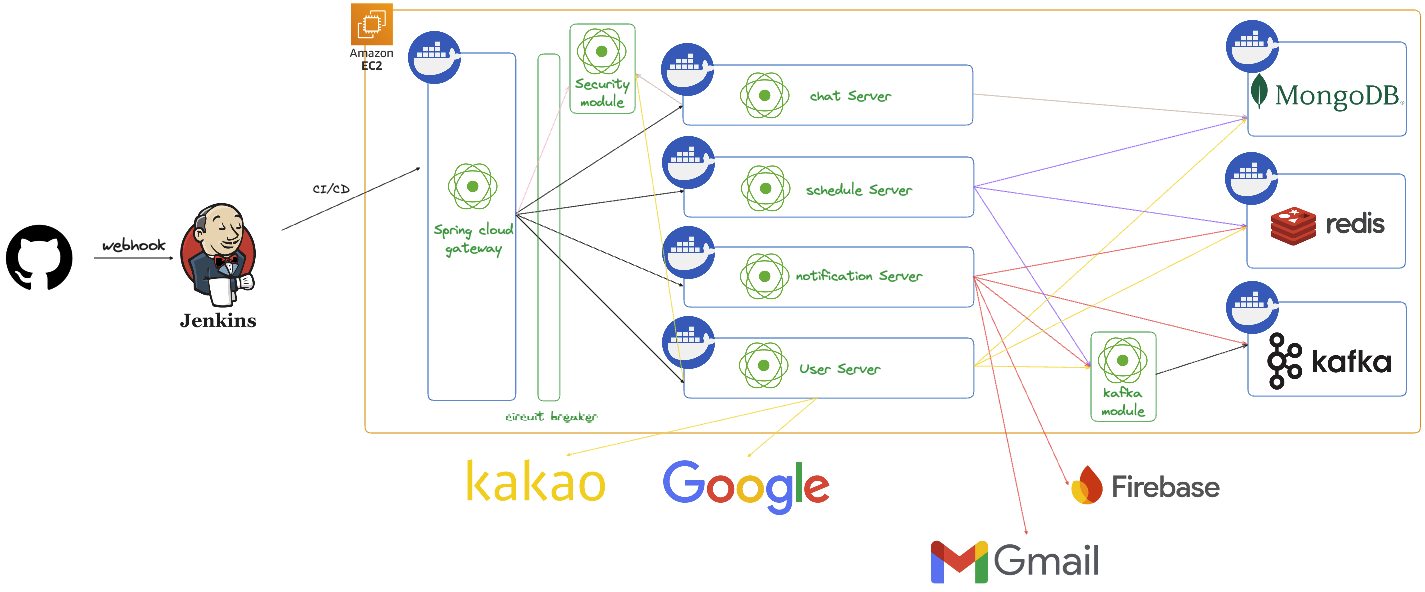 Amazon
EC2
CI/CD
webhook
Jenkins
Spring cloud
gateway
circuit breaker
Security
module
chat Server
schedule Server
notification Server
User Server
kafka
module
MongoDB®
redis
kafka
kakao
Google
Firebase
Gmail